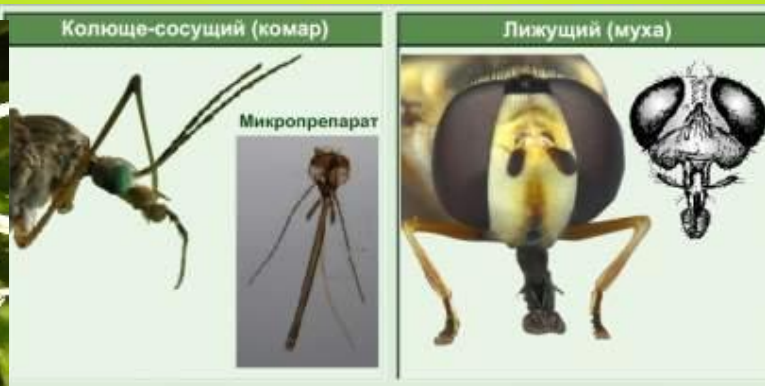 Колюще-сосущий (комар)
Лижущий (муха)
Микропрепарат